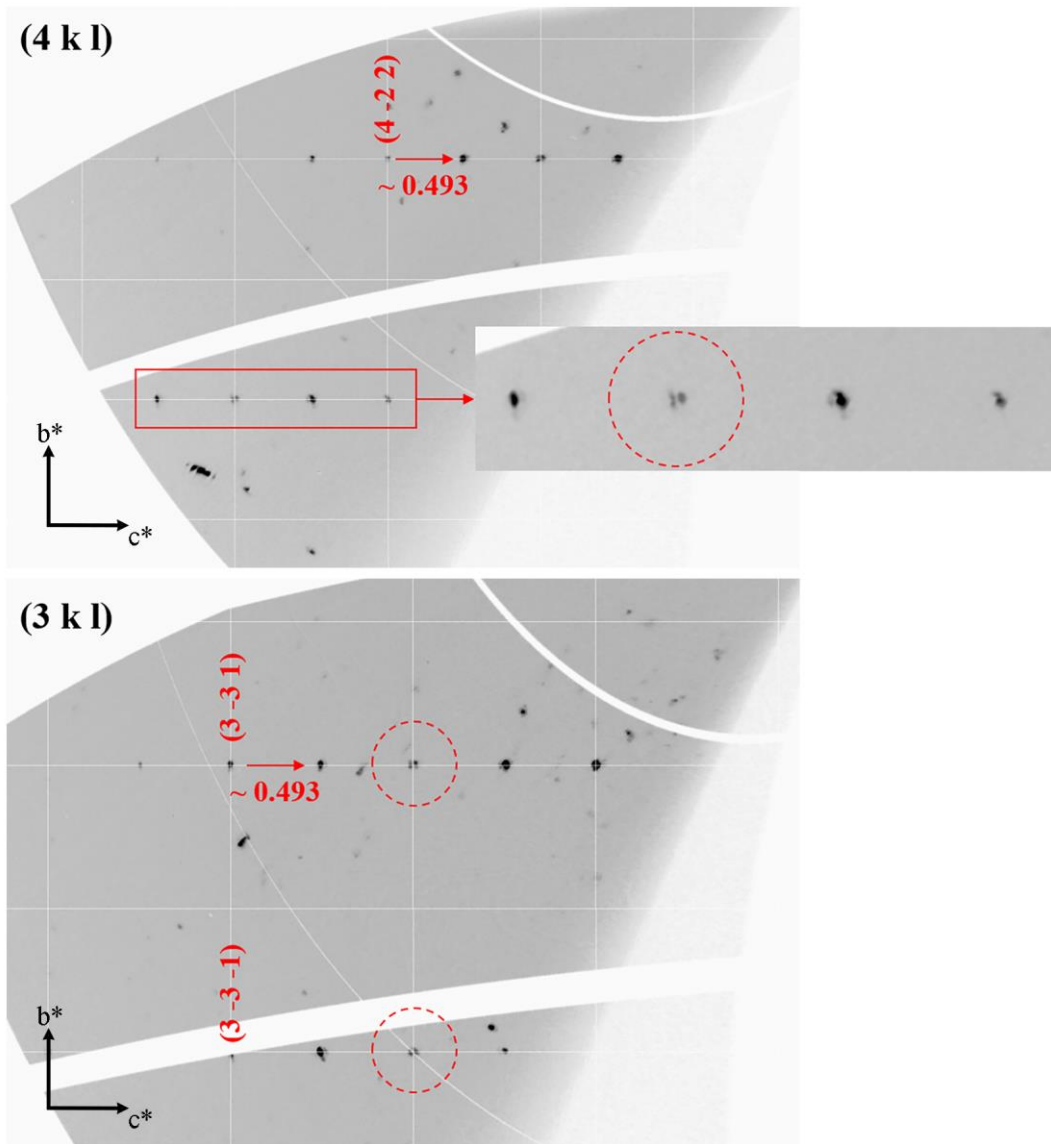 (4 k l)
(4 -2 2)
~ 0.493
b*
c*
(3 k l)
(3 -3 1)
~ 0.493
(3 -3 -1)
b*
c*